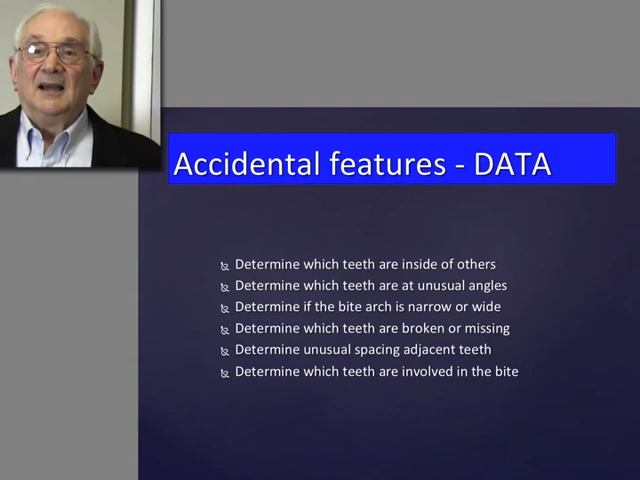 Accidental features - DATA
Determine which teeth are inside of others
Determine which teeth are at unusual angles
Determine if the bite arch is narrow or wide
Determine which teeth are broken or missing
Determine unusual spacing adjacent teeth
Determine which teeth are involved in the bite